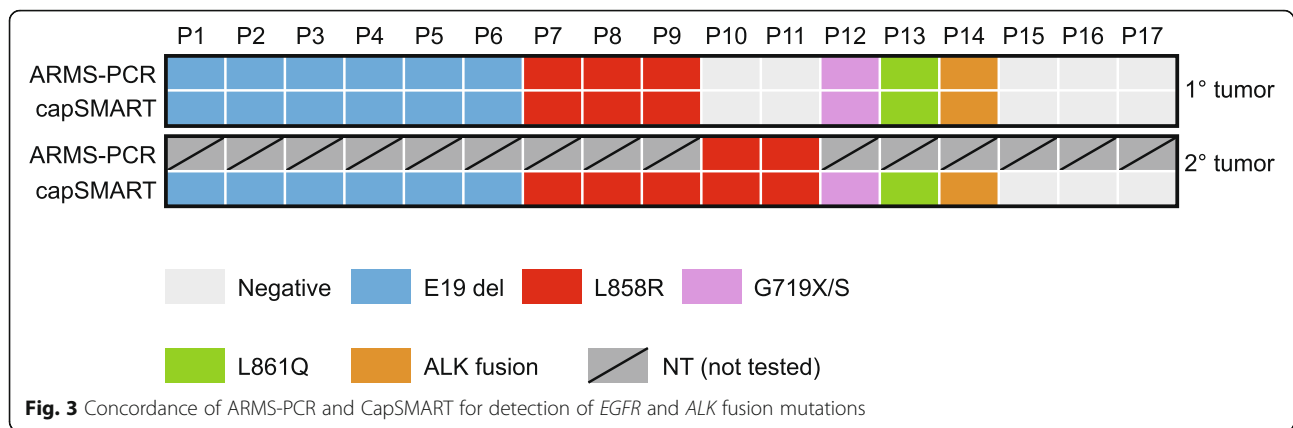 P1 P2 P3 P4 P5 P6 P7 P8 P9 P10 P11 P12 P13 P14 P15 P16 P17
ARMS-PCR
capSMART
1° tumor
ARMS-PCR
capSMART
2° tumor
Negative E19 del L858R G719X/S
L861Q ALK fusion NT (not tested)
Fig. 3 Concordance of ARMS-PCR and CapSMART for detection of EGFR and ALK fusion mutations